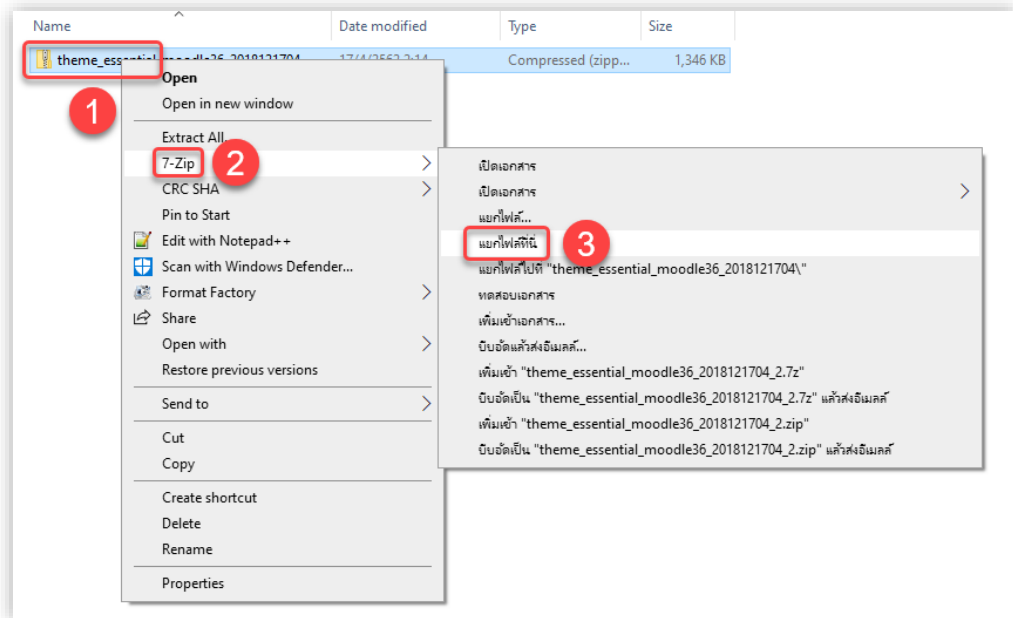 Name Date modified Type Size
theme_essential_moodle36_2018121704 17/4/2562 2:14 Compressed (zipp... 1,346 KB
1
Open
Open in new window
Extract All...
7-Zip
2
CRC SHA
Pin to Start
Edit with Notepad++
Scan with Windows Defender...
Format Factory
Share
Open with
Restore previous versions
Send to
Cut
Copy
Create shortcut
Delete
Rename
Properties
เปิดเอกสาร
เปิดเอกสาร
แยกไฟล์...
แยกไฟล์ที่นี่
3
แยกไฟล์ไปที่ "theme_essential_moodle36_2018121704\"
ทดสอบเอกสาร
เพิ่มเข้าเอกสาร...
บีบอัดแล้วส่งอีเมลล์...
เพิ่มเข้า "theme_essential_moodle36_2018121704_2.7z"
บีบอัดเป็น "theme_essential_moodle36_2018121704_2.7z" แล้วส่งอีเมลล์
เพิ่มเข้า "theme_essential_moodle36_2018121704_2.zip"
บีบอัดเป็น "theme_essential_moodle36_2018121704_2.zip" แล้วส่งอีเมลล์